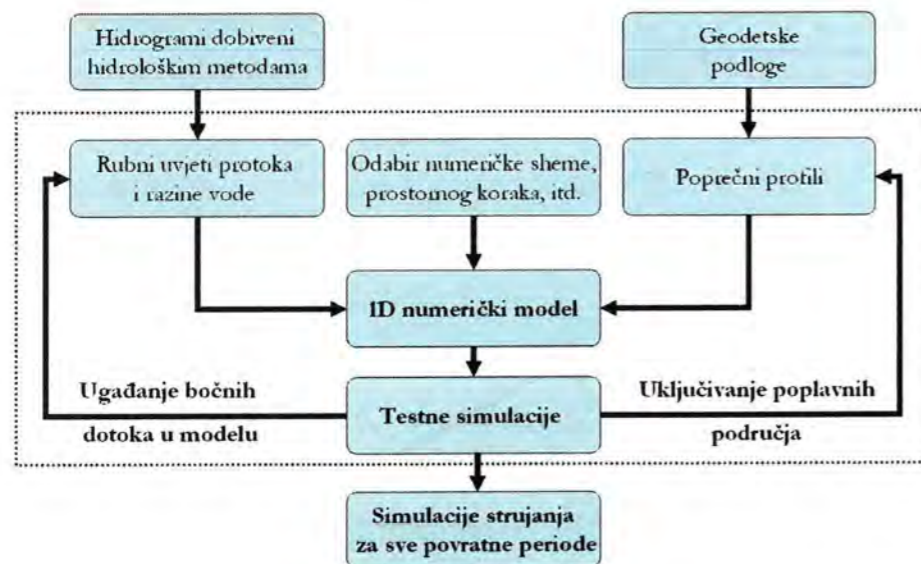 Hidrogrami dobiveni
hidrološkim metodama
Geodetske
podloge
Rubni uvjeti protoka
i razine vode
Odabir numeričke sheme,
prostornog koraka, itd.
Poprečni profili
1D numerički model
Ugađanje bočnih
dotoka u modelu
Testne simulacije
Uključivanje poplavnih
područja
Simulacije strujanja
za sve povratne periode